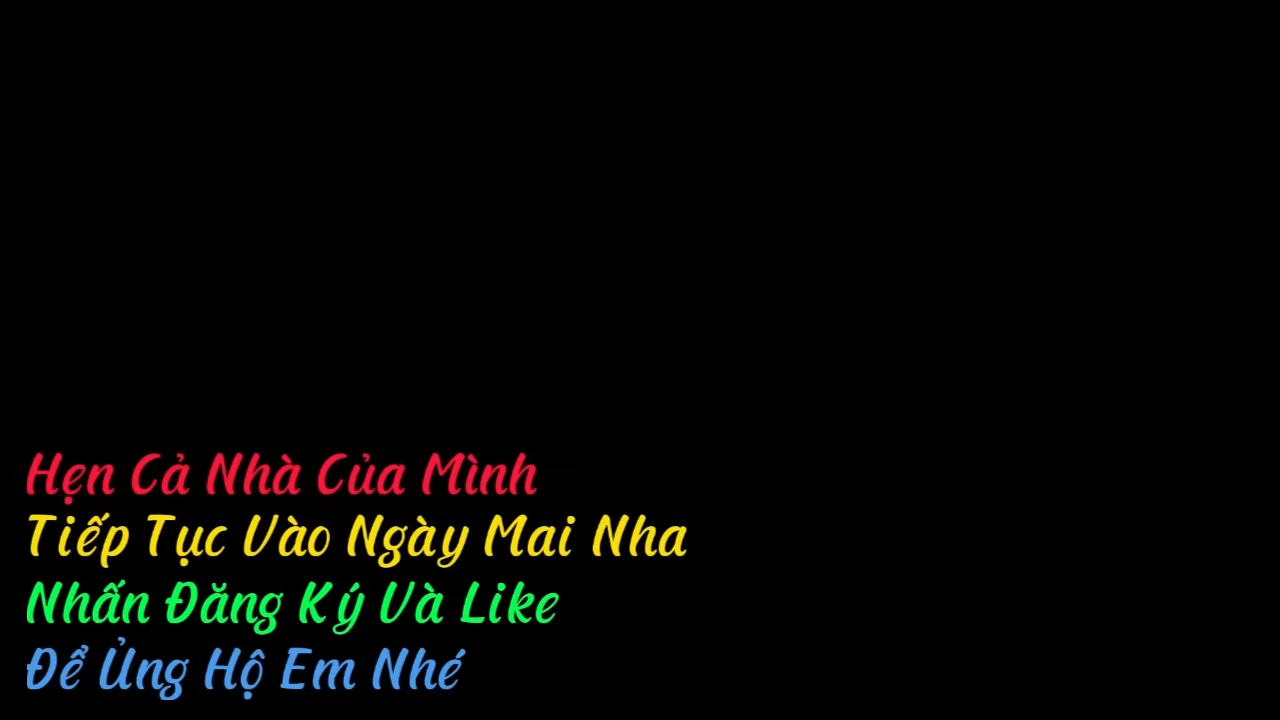 Hẹn Cả Nhà Của Mình
Tiếp Tục Vào Ngày Mai Nha
Nhấn Đăng Ký Và Like
Để Ủng Hộ Em Nhé